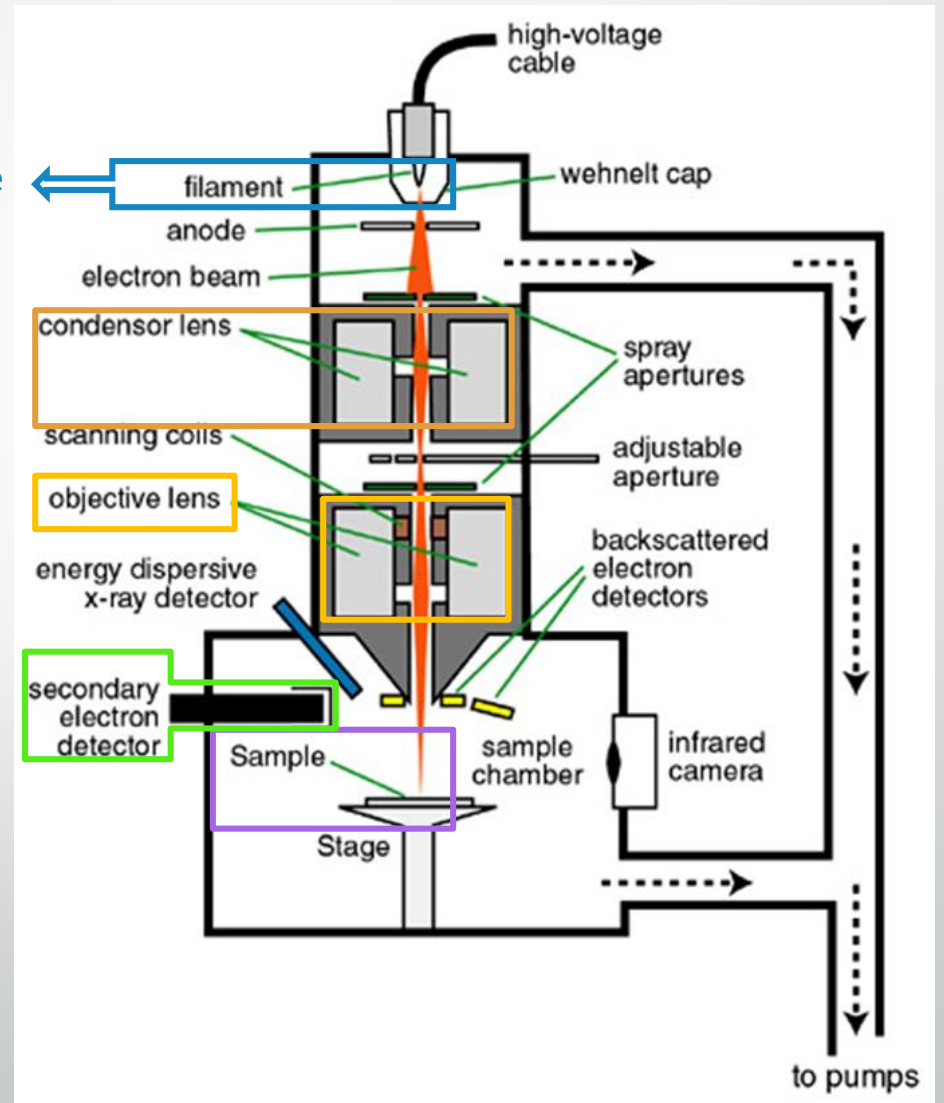 high-voltage
cable
filament
wehnelt cap
anode
electron beam
condensor lens
spray
apertures
scanning coils
adjustable
aperture
objective lens
backscattered
electron
detectors
energy dispersive
x-ray detector
secondary
electron
detector
Sample
sample
chamber
infrared
camera
Stage
to pumps